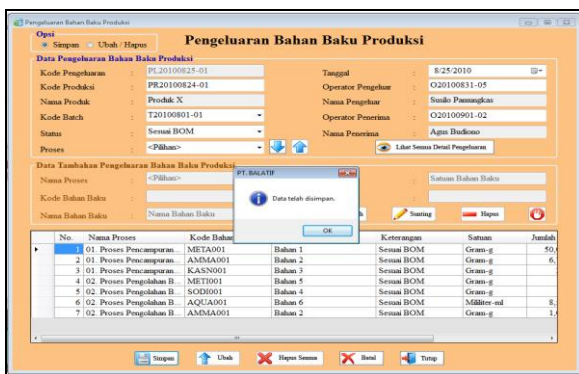 Pengeluaran Bahan Baku Produksi
Opsi
Simpan Ubah / Hapus
Pengeluaran Bahan Baku Produksi
Data Pengeluaran Bahan Baku Produksi
Kode Pengeluaran : PL20100825-01 Tanggal : 8/25/2010
Kode Produksi : PR20100824-01 Operator Pengeluar : O20100831-05
Nama Produk : Produk X Nama Pengeluar : Susilo Pamungkas
Kode Batch : T20100801-01 Operator Penerima : O20100901-02
Status : Sesuai BOM Nama Penerima : Agus Budiono
Proses : <Pilihan> Lihat Semua Detail Pengeluaran
Data Tambahan Pengeluaran Bahan Baku Produksi
Nama Proses : <Pilihan> : Satuan Bahan Baku
Kode Bahan Baku :
Nama Bahan Baku : Nama Bahan Baku Sunting Hapus
PT. BALATIF
Data telah disimpan.
OK
No. Nama Proses Kode Bahan Keterangan Satuan Jumlah
1 01. Proses Pencampuran... META001 Bahan 1 Sesuai BOM Gram-g 50,
2 01. Proses Pencampuran... AMMA001 Bahan 2 Sesuai BOM Gram-g 6,
3 01. Proses Pencampuran... KASN001 Bahan 3 Sesuai BOM Gram-g
4 02. Proses Pengolahan B... METI001 Bahan 5 Sesuai BOM Gram-g
5 02. Proses Pengolahan B... SODI001 Bahan 4 Sesuai BOM Gram-g
6 02. Proses Pengolahan B... AQUA001 Bahan 6 Sesuai BOM Mililiter-ml 8,
7 02. Proses Pengolahan B... AMMA001 Bahan 2 Sesuai BOM Gram-g 1,
Simpan Ubah Hapus Semua Batal Tutup